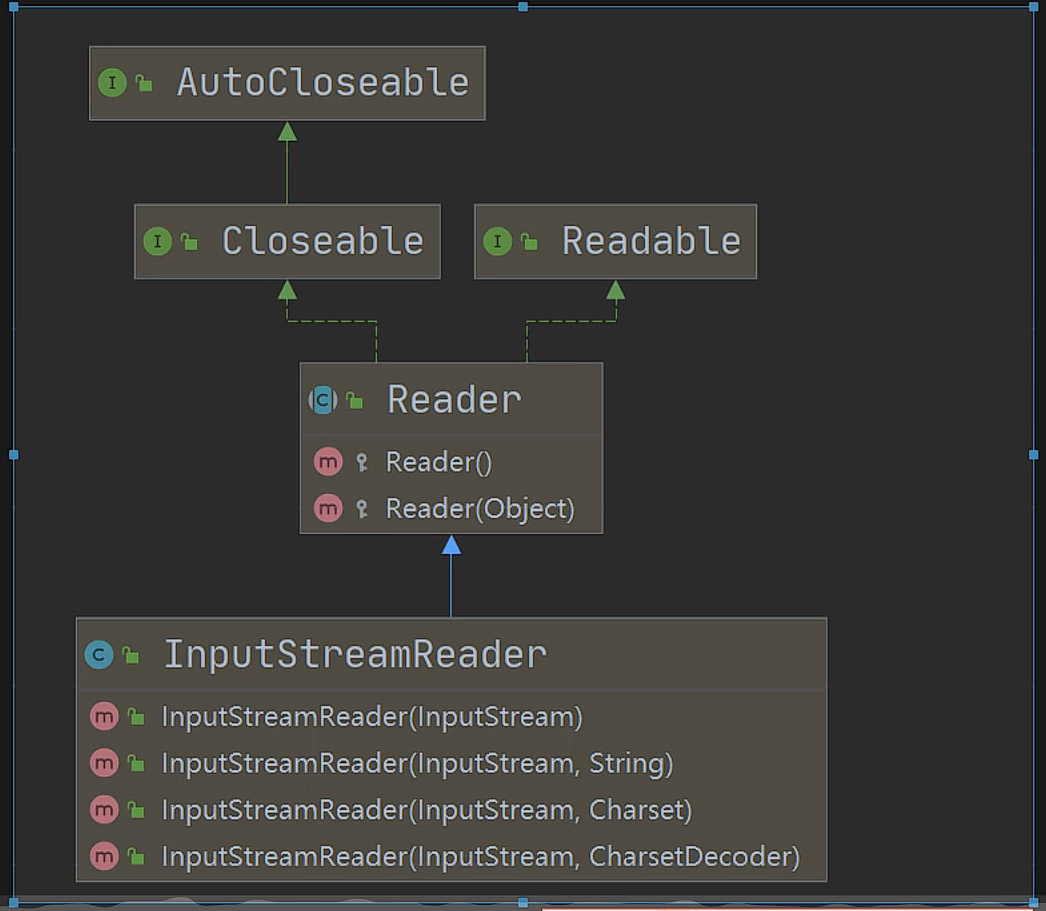 AutoCloseable
Closeable
Readable
Reader
Reader()
Reader(Object)
InputStreamReader
InputStreamReader(InputStream)
InputStreamReader(InputStream, String)
InputStreamReader(InputStream, Charset)
InputStreamReader(InputStream, CharsetDecoder)